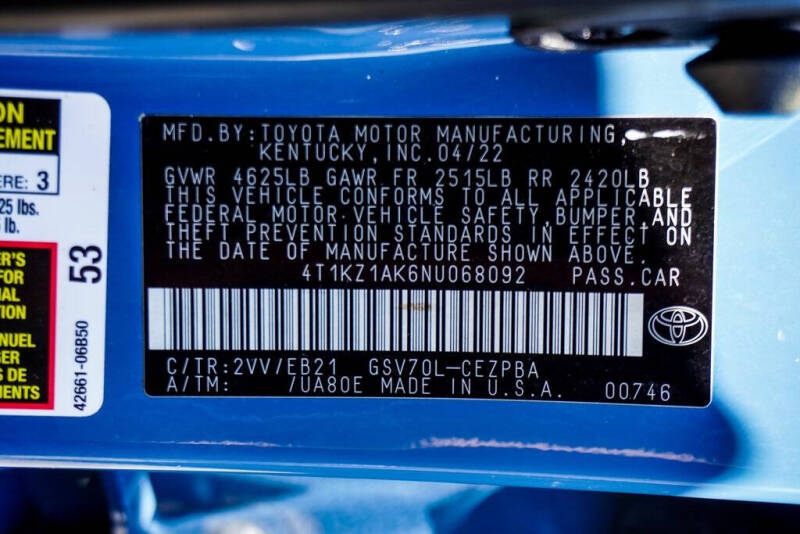 ON
EMENT
ERE: 3
25 lbs.
lb.
ER'S
FOR
NAL
TION
ANUEL
GER
S DE
MENTS
53
42661-06B50
MFD. BY: TOYOTA MOTOR MANUFACTURING,
KENTUCKY, INC. 04/22
GVWR 4625LB GAWR FR 2515LB RR 2420LB
THIS VEHICLE CONFORMS TO ALL APPLICABLE
FEDERAL MOTOR VEHICLE SAFETY, BUMPER, AND
THEFT PREVENTION STANDARDS IN EFFECT ON
THE DATE OF MANUFACTURE SHOWN ABOVE.
4T1KZ1AK6NU068092 PASS. CAR
C/TR: 2VV/EB21 GSV70L-CEZPBA
A/TM: /UA80E MADE IN U.S.A. 00746